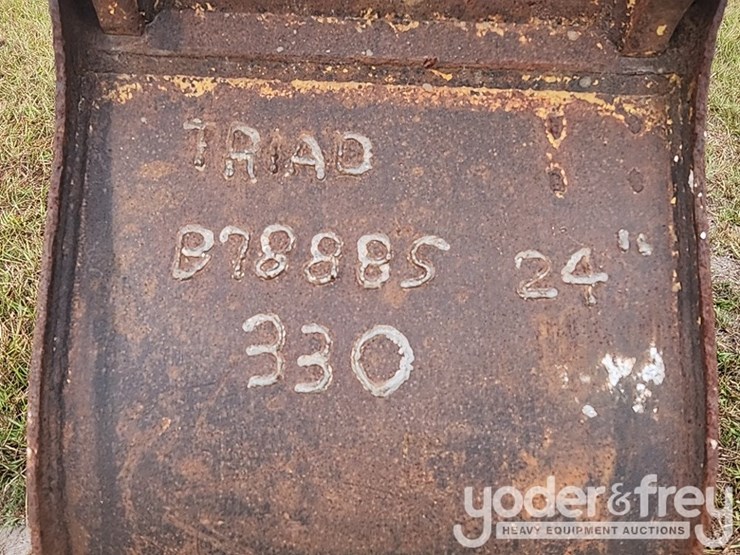 TRIAD
B78885 24"
330
yoder&frey
HEAVY EQUIPMENT AUCTIONS